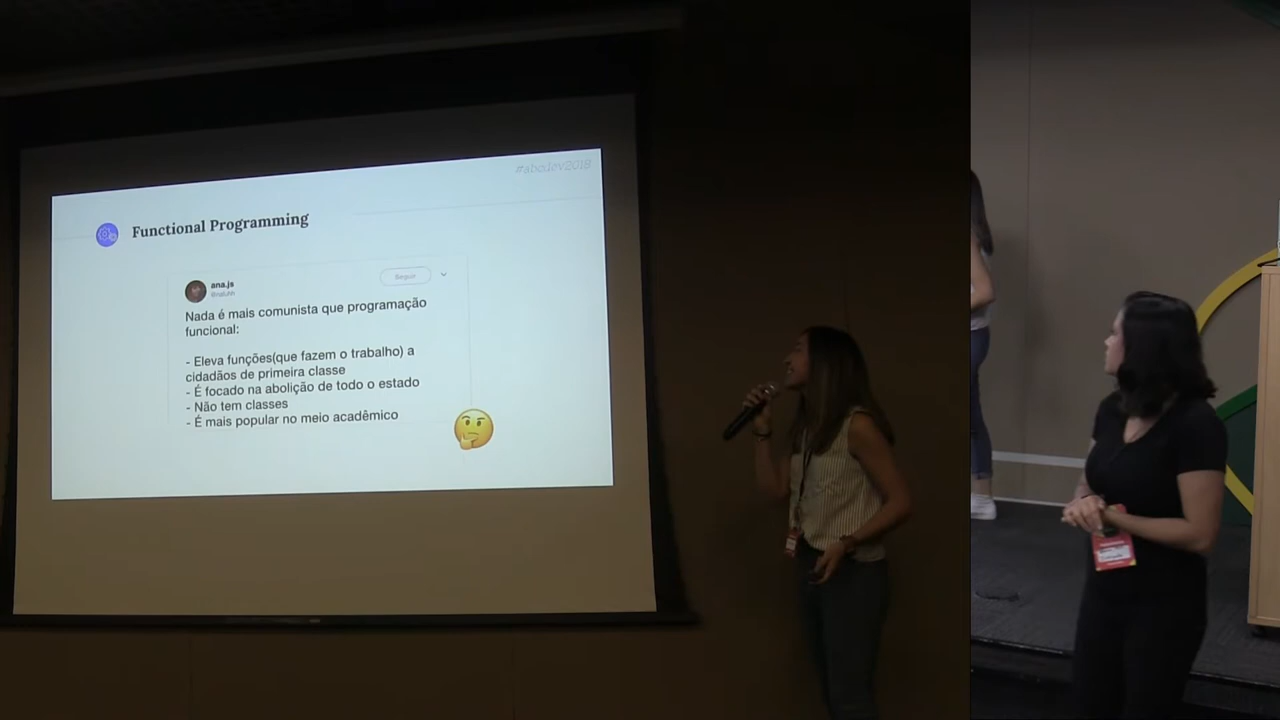 #abcdev2018
Functional Programming
ana.js
Seguir
Nada é mais comunista que programação
funcional:
- Eleva funções(que fazem o trabalho) a
cidadãos de primeira classe
- É focado na abolição de todo o estado
- Não tem classes
- É mais popular no meio acadêmico